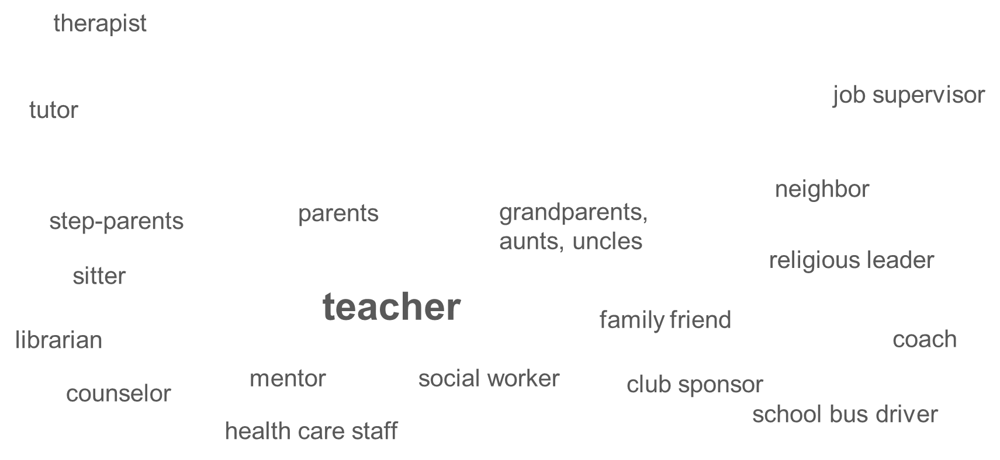 therapist
job supervisor
tutor
neighbor
step-parents
parents
grandparents,
aunts, uncles
religious leader
sitter
teacher
family friend
librarian
coach
mentor
social worker
club sponsor
counselor
school bus driver
health care staff